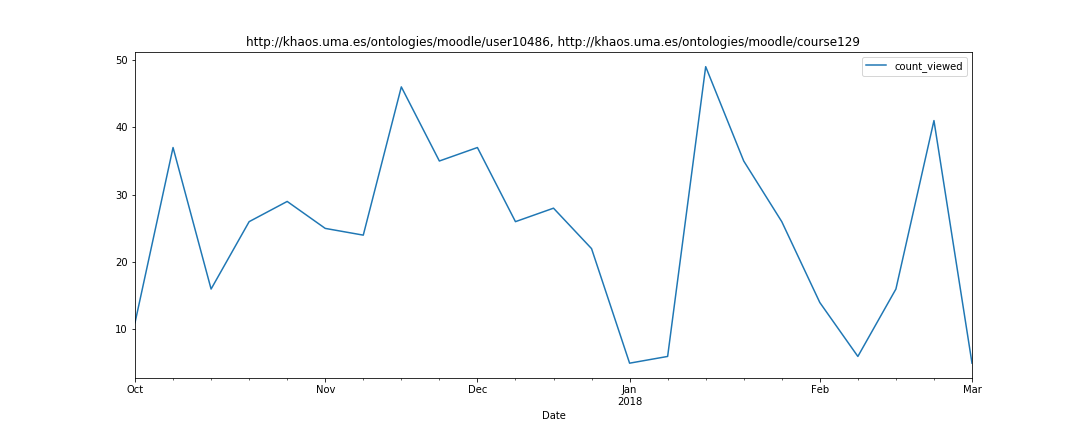 http://khaos.uma.es/ontologies/moodle/user10486, http://khaos.uma.es/ontologies/moodle/course129
count_viewed
50
40
30
20
10
Oct Nov Dec Jan Feb Mar
2018
Date